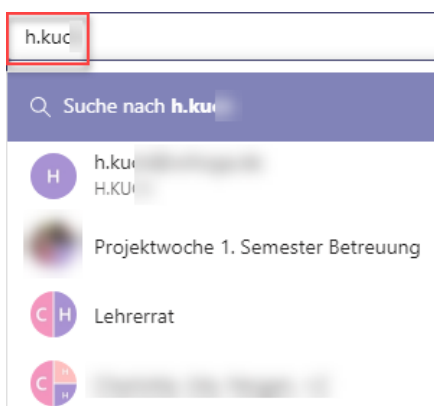 h.kuc
Suche nach h.ku
H
h.ku
H.KU
Projektwoche 1. Semester Betreuung
C H
Lehrerrat
C H H